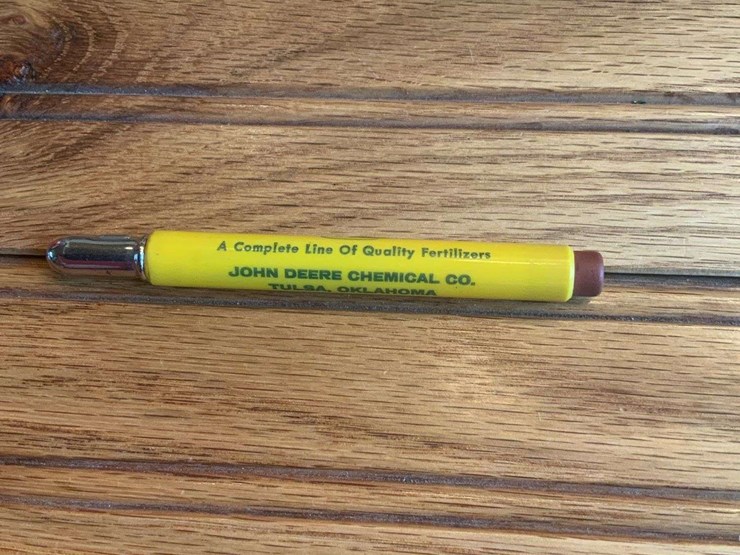 A Complete Line Of Quality Fertilizers
JOHN DEERE CHEMICAL CO.
TULSA, OKLAHOMA